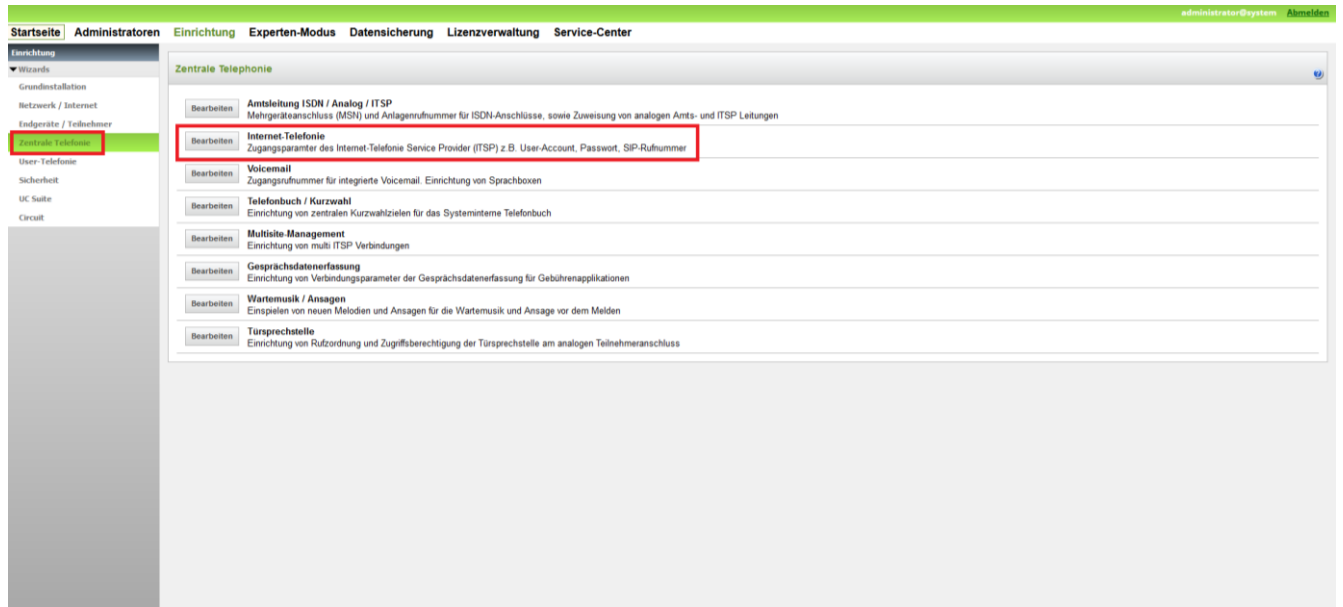 administrator@system Abmelden
Startseite Administratoren Einrichtung Experten-Modus Datensicherung Lizenzverwaltung Service-Center
Einrichtung
Wizards
Grundinstallation
Netzwerk / Internet
Endgeräte / Teilnehmer
Zentrale Telefonie
User-Telefonie
Sicherheit
UC Suite
Circuit
Zentrale Telephonie
Bearbeiten Amtsleitung ISDN / Analog / ITSP
Mehrgeräteanschluss (MSN) und Anlagenrufnummer für ISDN-Anschlüsse, sowie Zuweisung von analogen Amts- und ITSP Leitungen
Bearbeiten Internet-Telefonie
Zugangsparamter des Internet-Telefonie Service Provider (ITSP) z.B. User-Account, Passwort, SIP-Rufnummer
Bearbeiten Voicemail
Zugangsrufnummer für integrierte Voicemail. Einrichtung von Sprachboxen
Bearbeiten Telefonbuch / Kurzwahl
Einrichtung von zentralen Kurzwahlzielen für das Systeminterne Telefonbuch
Bearbeiten Multisite-Management
Einrichtung von multi ITSP Verbindungen
Bearbeiten Gesprächsdatenerfassung
Einrichtung von Verbindungsparameter der Gesprächsdatenerfassung für Gebührenapplikationen
Bearbeiten Wartemusik / Ansagen
Einspielen von neuen Melodien und Ansagen für die Wartemusik und Ansage vor dem Melden
Bearbeiten Türsprechstelle
Einrichtung von Rufzordnung und Zugriffsberechtigung der Türsprechstelle am analogen Teilnehmeranschluss